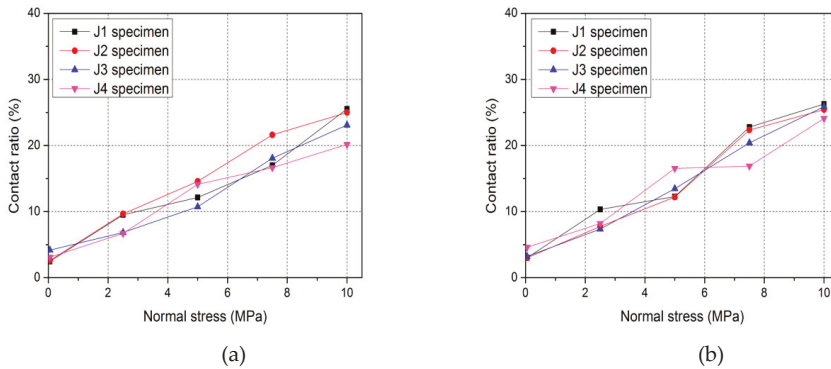 40
30
20
10
0
0
2
4
6
8
10
Contact ratio (%)
Normal stress (MPa)
J1 specimen
J2 specimen
J3 specimen
J4 specimen
(a)
40
30
20
10
0
0
2
4
6
8
10
Contact ratio (%)
Normal stress (MPa)
J1 specimen
J2 specimen
J3 specimen
J4 specimen
(b)